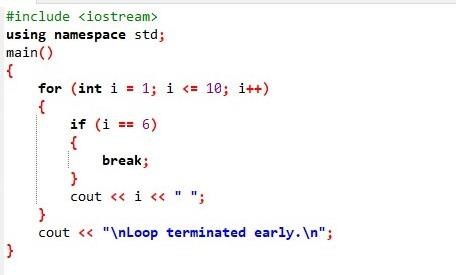 #include <iostream>
using namespace std;
main()
{
    for (int i = 1; i <= 10; i++)
    {
        if (i == 6)
        {
            break;
        }
        cout << i << " ";
    }
    cout << "\nLoop terminated early.\n";
}